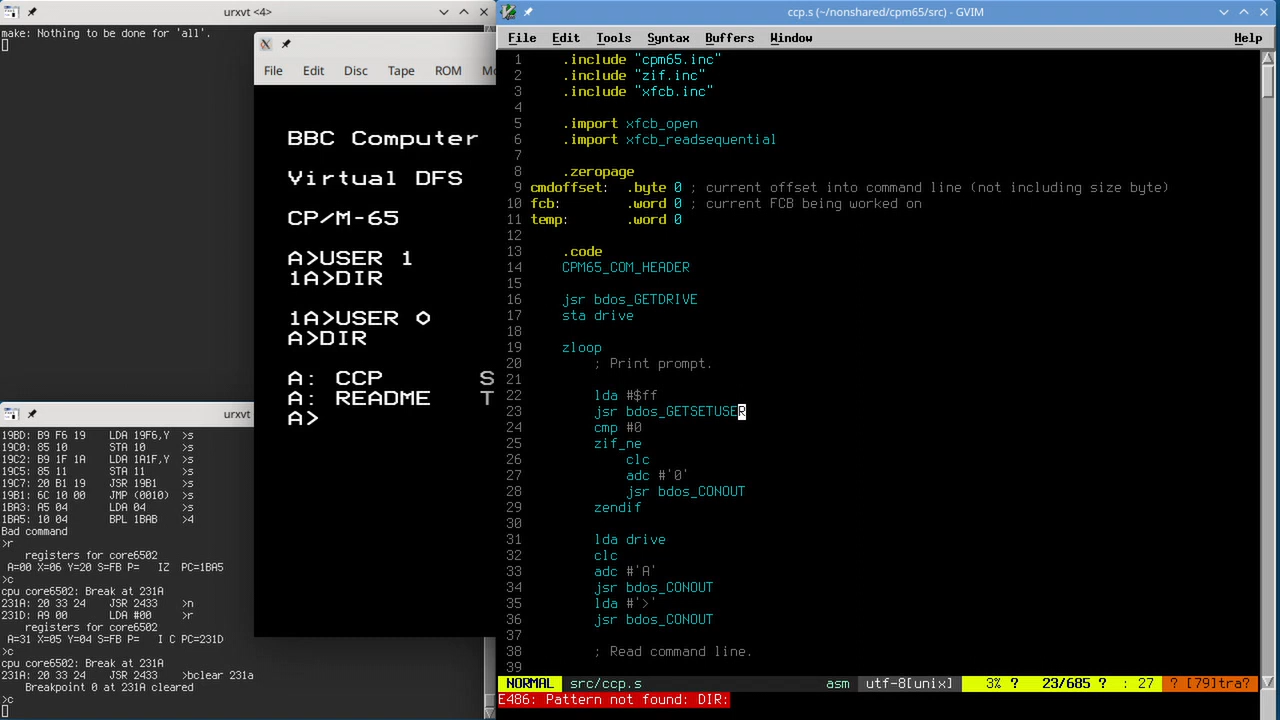 urxvt <4>
make: Nothing to be done for 'all'.
File Edit Disc Tape ROM
BBC Computer
Virtual DFS
CP/M-65
A>USER 1
1A>DIR
1A>USER 0
A>DIR
A: CCP S
A: README T
A>
urxvt
19BD: B9 F6 19 LDA 19F6,Y >s
19C0: 85 10 STA 10 >s
19C2: B9 1F 1A LDA 1A1F,Y >s
19C5: 85 11 STA 11 >s
19C7: 20 B1 19 JSR 19B1 >s
19B1: 6C 10 00 JMP (0010) >s
1BA3: A5 04 LDA 04 >s
1BA5: 10 04 BPL 1BAB >4
Bad command
>r
registers for core6502
A=00 X=06 Y=20 S=FB P= IZ PC=1BA5
>c
cpu core6502: Break at 231A
231A: 20 33 24 JSR 2433 >n
231D: A9 00 LDA #00 >r
registers for core6502
A=31 X=05 Y=04 S=FB P= I C PC=231D
>c
cpu core6502: Break at 231A
231A: 20 33 24 JSR 2433 >bclear 231a
Breakpoint 0 at 231A cleared
>c
ccp.s (~/nonshared/cpm65/src) - GVIM
File Edit Tools Syntax Buffers Window Help
1 .include "cpm65.inc"
2 .include "zif.inc"
3 .include "xfcb.inc"
4
5 .import xfcb_open
6 .import xfcb_readsequential
7
8 .zeropage
9 cmdoffset: .byte 0 ; current offset into command line (not including size byte)
10 fcb: .word 0 ; current FCB being worked on
11 temp: .word 0
12
13 .code
14 CPM65_COM_HEADER
15
16 jsr bdos_GETDRIVE
17 sta drive
18
19 zloop
20 ; Print prompt.
21
22 lda #$ff
23 jsr bdos_GETSETUSER
24 cmp #0
25 zif_ne
26 clc
27 adc #'0'
28 jsr bdos_CONOUT
29 zendif
30
31 lda drive
32 clc
33 adc #'A'
34 jsr bdos_CONOUT
35 lda #'>'
36 jsr bdos_CONOUT
37
38 ; Read command line.
39
NORMAL src/ccp.s asm utf-8[unix] 3% ? 23/685 ? : 27 ? [79]tra?
E486: Pattern not found: DIR: